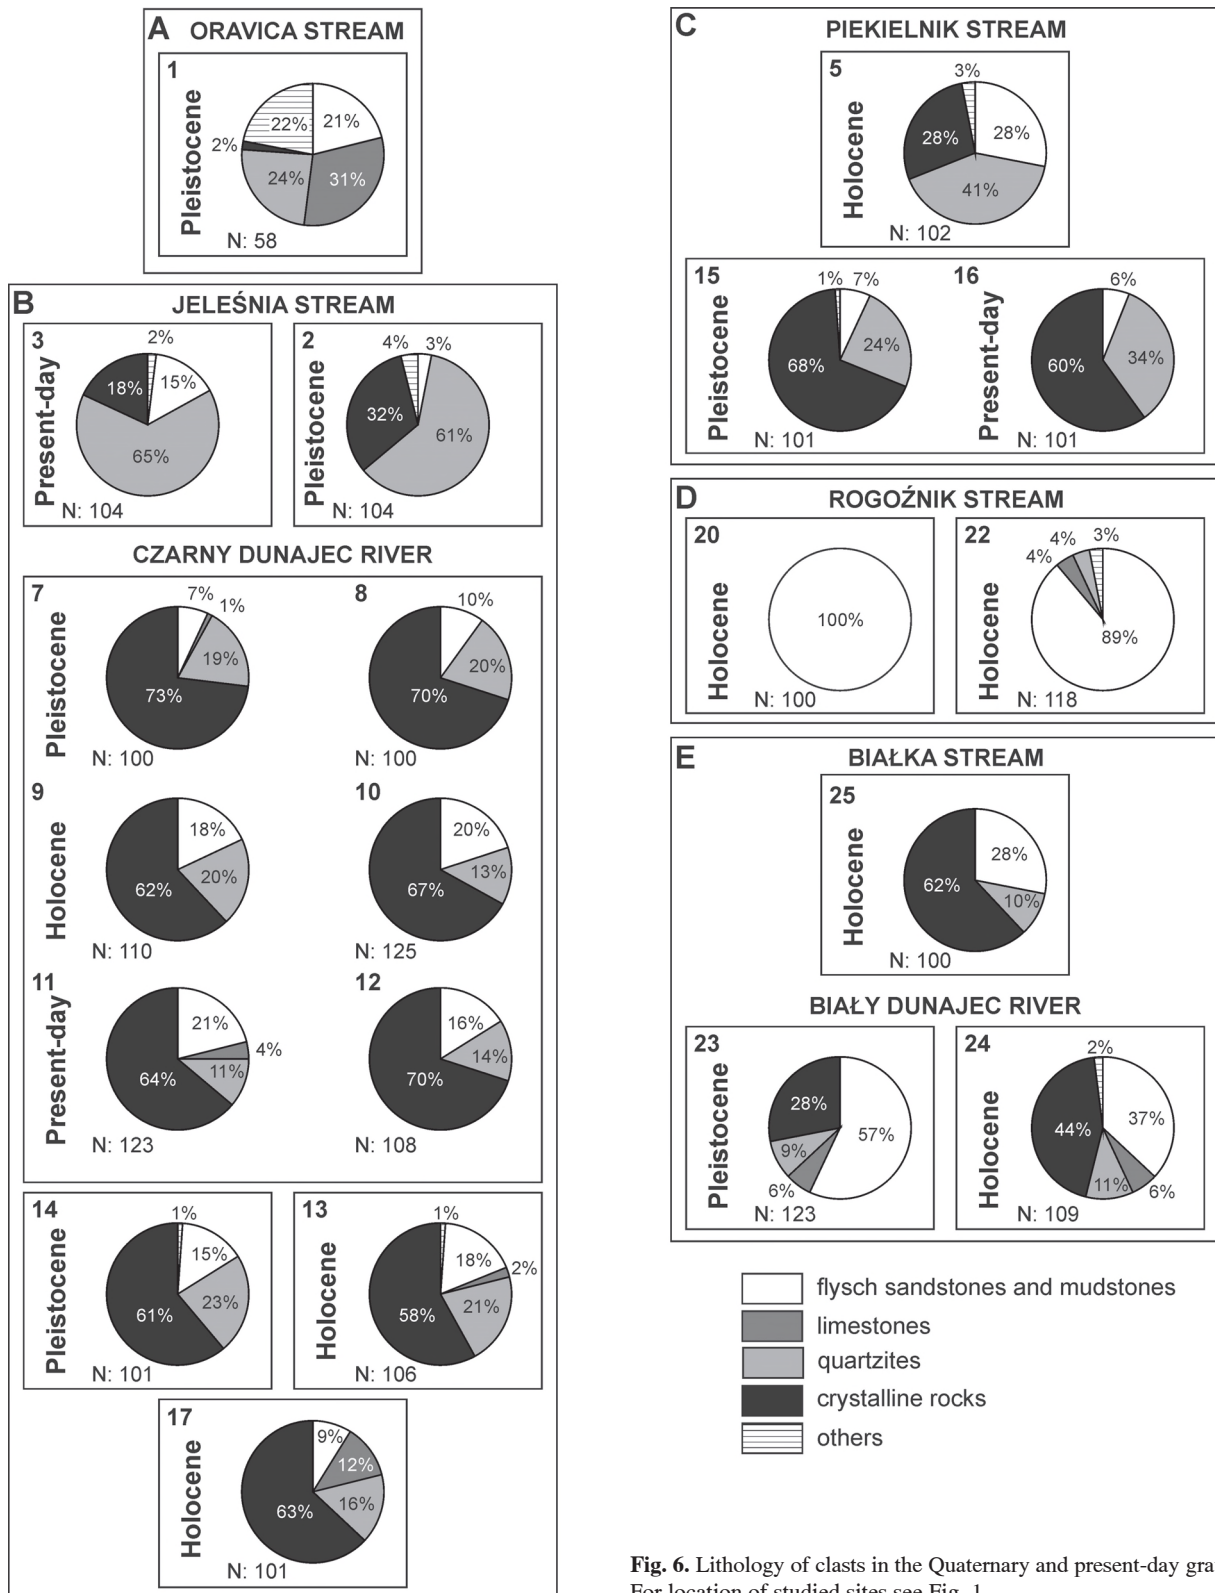 A ORAVICA STREAM
1
Pleistocene
22%
21%
2%
24%
31%
N: 58
B JELEŚNIA STREAM
3
Present-day
2%
18%
15%
65%
N: 104
2
Pleistocene
4%
3%
32%
61%
N: 104
CZARNY DUNAJEC RIVER
7
Pleistocene
7%
1%
19%
73%
N: 100
8
10%
20%
70%
N: 100
9
Holocene
18%
20%
62%
N: 110
10
20%
13%
67%
N: 125
11
Present-day
21%
4%
11%
64%
N: 123
12
16%
14%
70%
N: 108
14
Pleistocene
1%
15%
23%
61%
N: 101
13
Holocene
1%
18%
2%
21%
58%
N: 106
17
Holocene
9%
12%
16%
63%
N: 101
C PIEKIELNIK STREAM
5
Holocene
3%
28%
28%
41%
N: 102
15
Pleistocene
1%
7%
24%
68%
N: 101
16
Present-day
6%
34%
60%
N: 101
D ROGOŹNIK STREAM
20
Holocene
100%
N: 100
22
Holocene
4%
4%
3%
89%
N: 118
E BIAŁKA STREAM
25
Holocene
28%
10%
62%
N: 100
BIAŁY DUNAJEC RIVER
23
Pleistocene
28%
57%
9%
6%
N: 123
24
Holocene
2%
37%
44%
11%
6%
N: 109
flysch sandstones and mudstones
limestones
quartzites
crystalline rocks
others
Fig. 6. Lithology of clasts in the Quaternary and present-day gra
For location of studied sites see Fig. 1